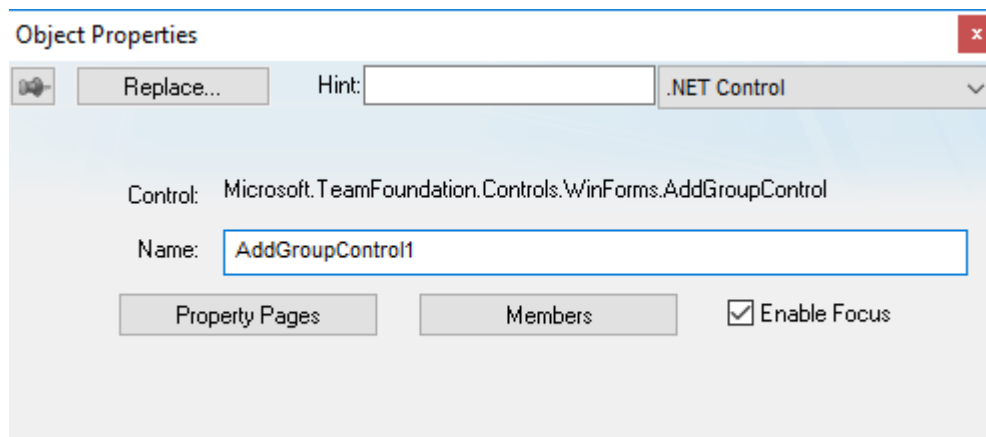 Object Properties
x
Replace...
Hint:
.NET Control
Control: Microsoft.TeamFoundation.Controls.WinForms.AddGroupControl
Name: AddGroupControl1
Property Pages
Members
Enable Focus